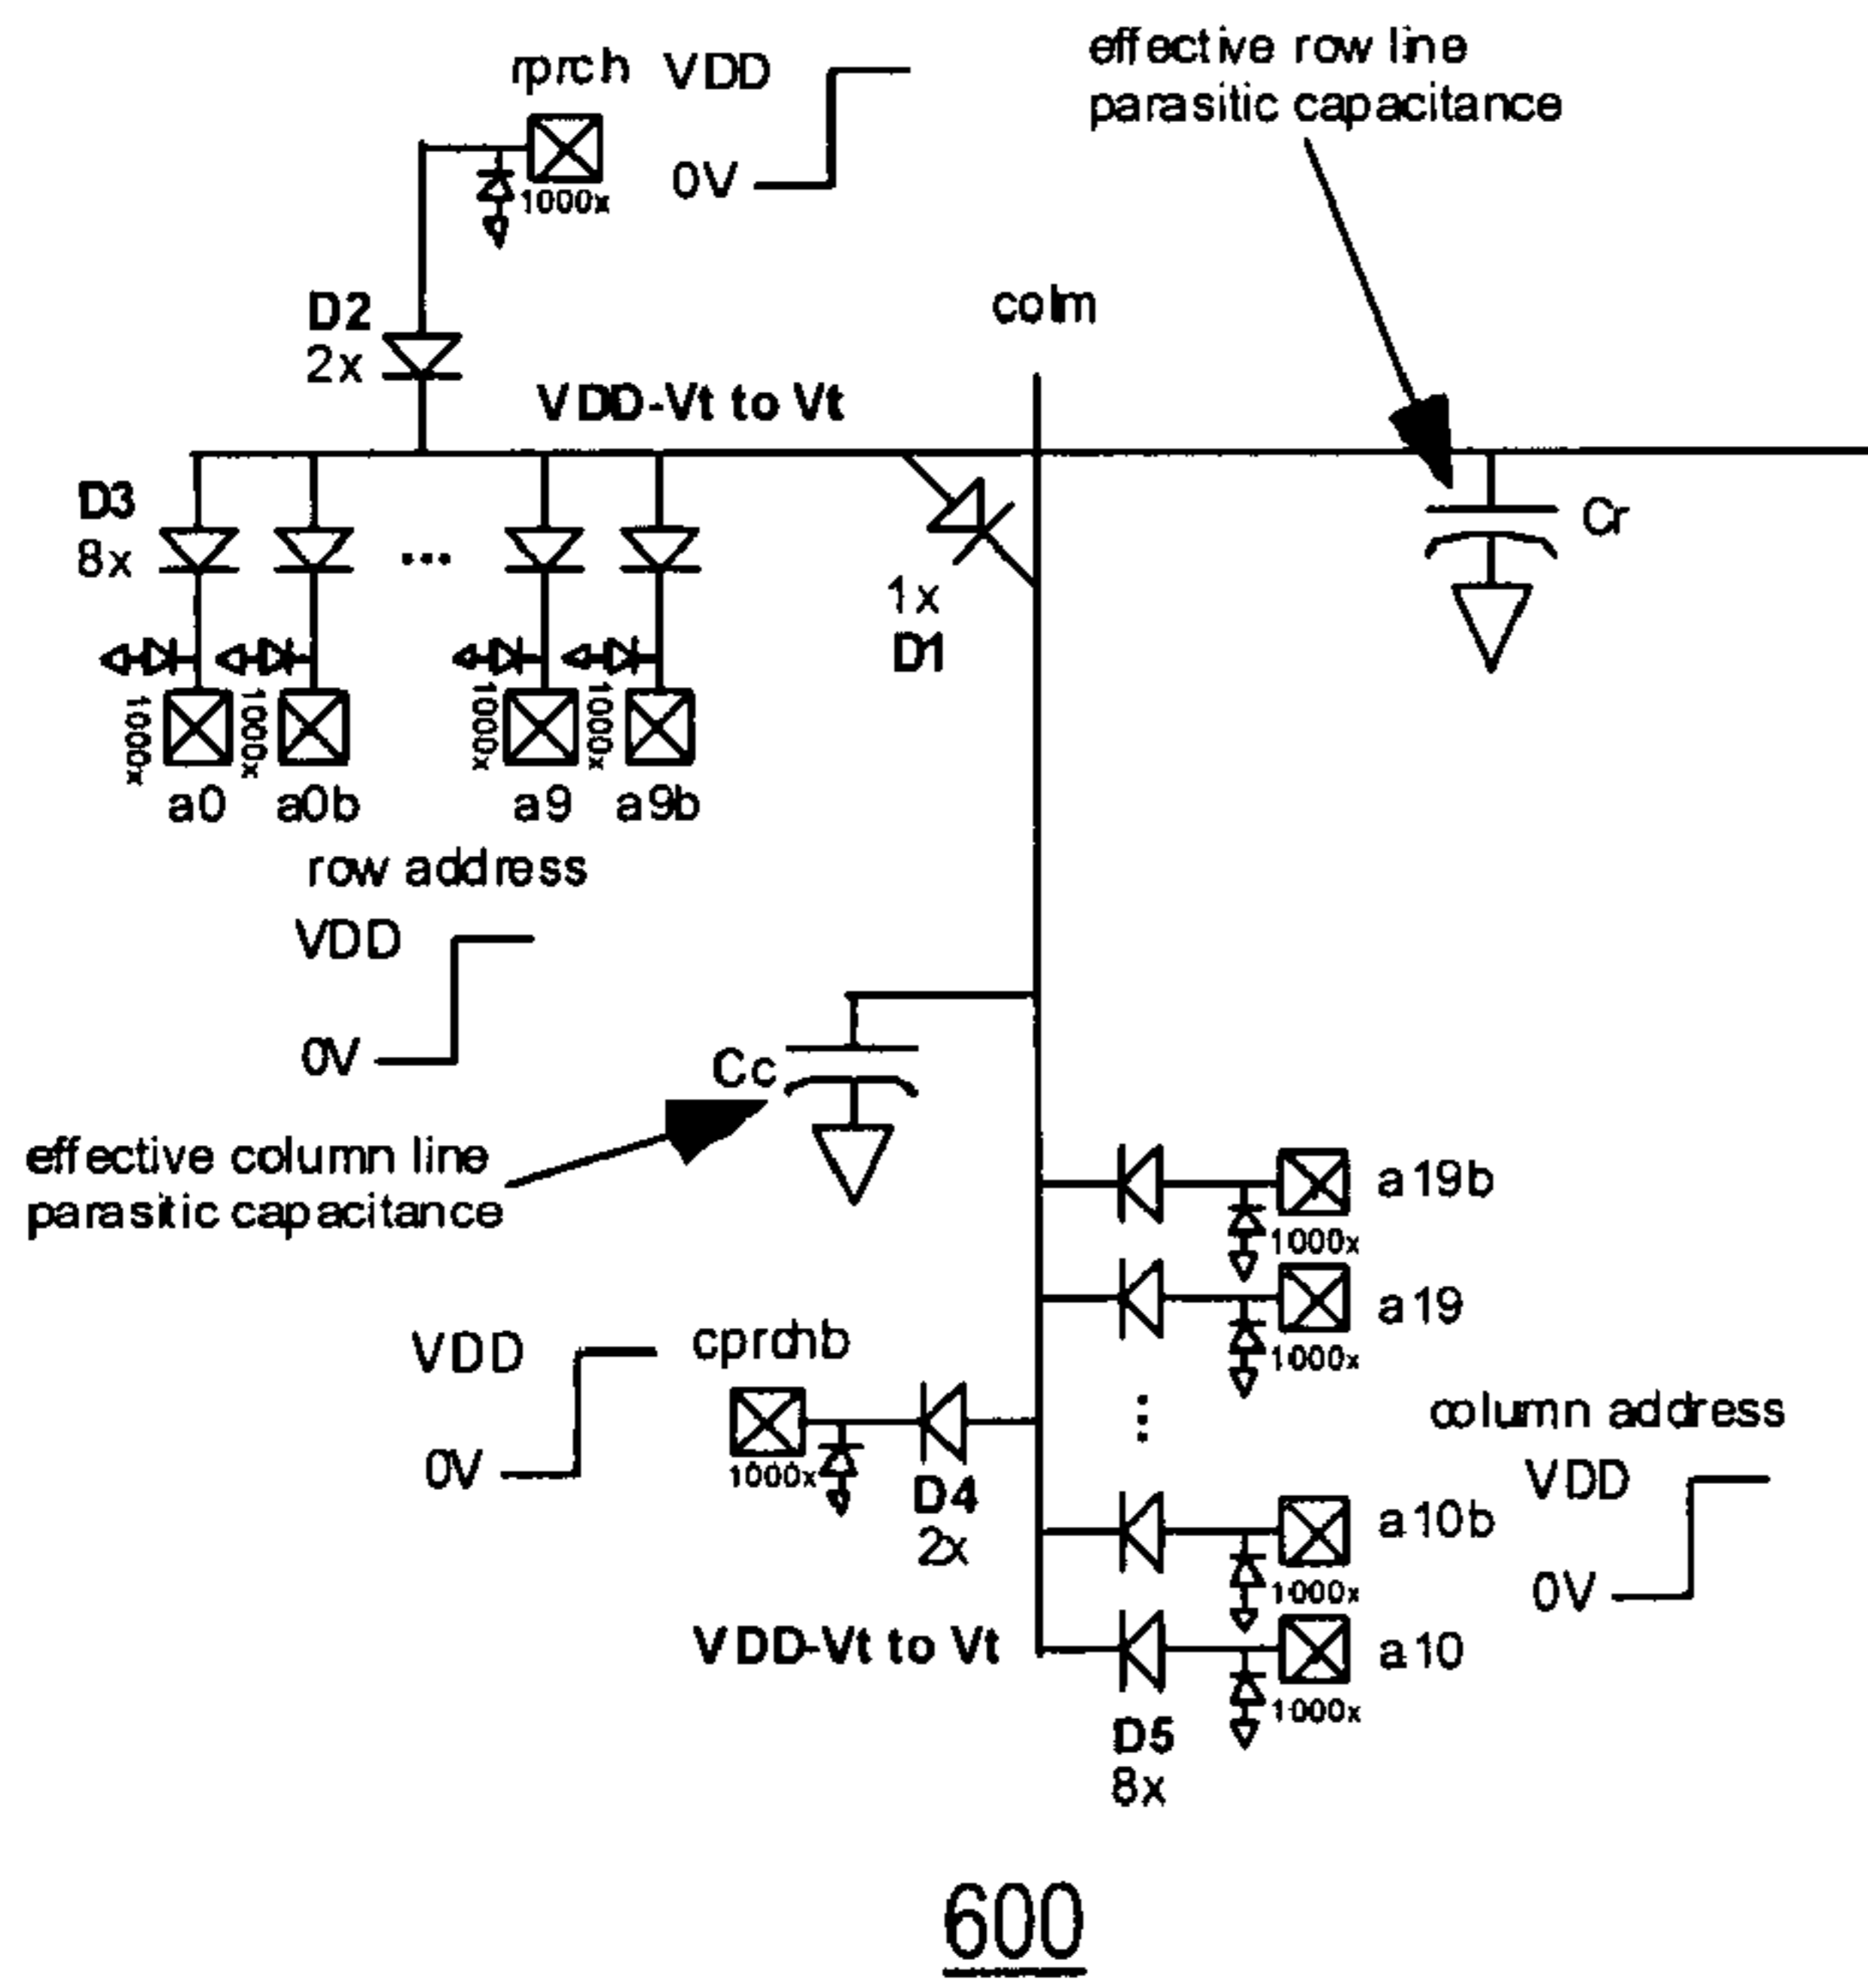 rprch VDD
0V
1000x
effective row line
parasitic capacitance
D2
2x
VDD-Vt to Vt
colm
D3
8x
...
1x
D1
Cr
1000x
1000x
1000x
1000x
a0
a0b
a9
a9b
row address
VDD
0V
Cc
effective column line
parasitic capacitance
a19b
1000x
a19
1000x
VDD
0V
cprchb
1000x
D4
2x
column address
VDD
0V
a10b
1000x
VDD-Vt to Vt
a10
1000x
D5
8x
600